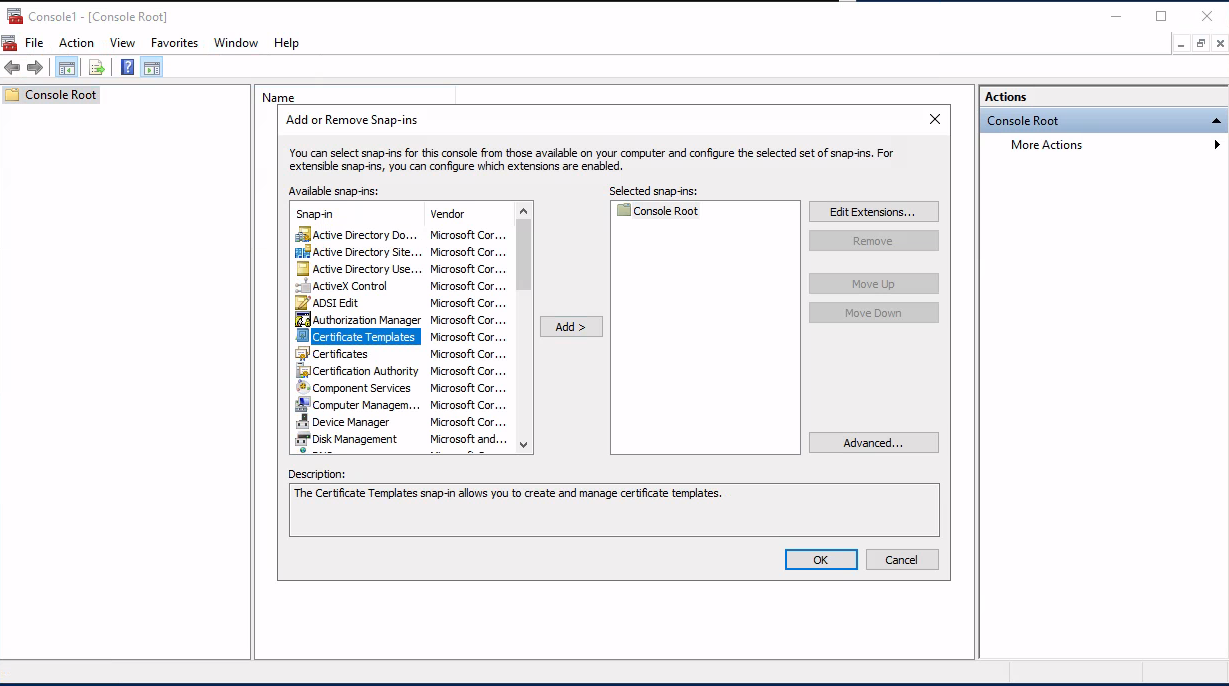 Console1 - [Console Root]
File Action View Favorites Window Help
Console Root
Name
Add or Remove Snap-ins
You can select snap-ins for this console from those available on your computer and configure the selected set of snap-ins. For
extensible snap-ins, you can configure which extensions are enabled.
Available snap-ins:
Snap-in Vendor
Active Directory Do... Microsoft Cor...
Active Directory Site... Microsoft Cor...
Active Directory Use... Microsoft Cor...
ActiveX Control Microsoft Cor...
ADSI Edit Microsoft Cor...
Authorization Manager Microsoft Cor...
Certificate Templates Microsoft Cor...
Certificates Microsoft Cor...
Certification Authority Microsoft Cor...
Component Services Microsoft Cor...
Computer Managem... Microsoft Cor...
Device Manager Microsoft Cor...
Disk Management Microsoft and...
Add >
Selected snap-ins:
Console Root
Edit Extensions...
Remove
Move Up
Move Down
Advanced...
Description:
The Certificate Templates snap-in allows you to create and manage certificate templates.
OK Cancel
Actions
Console Root
More Actions